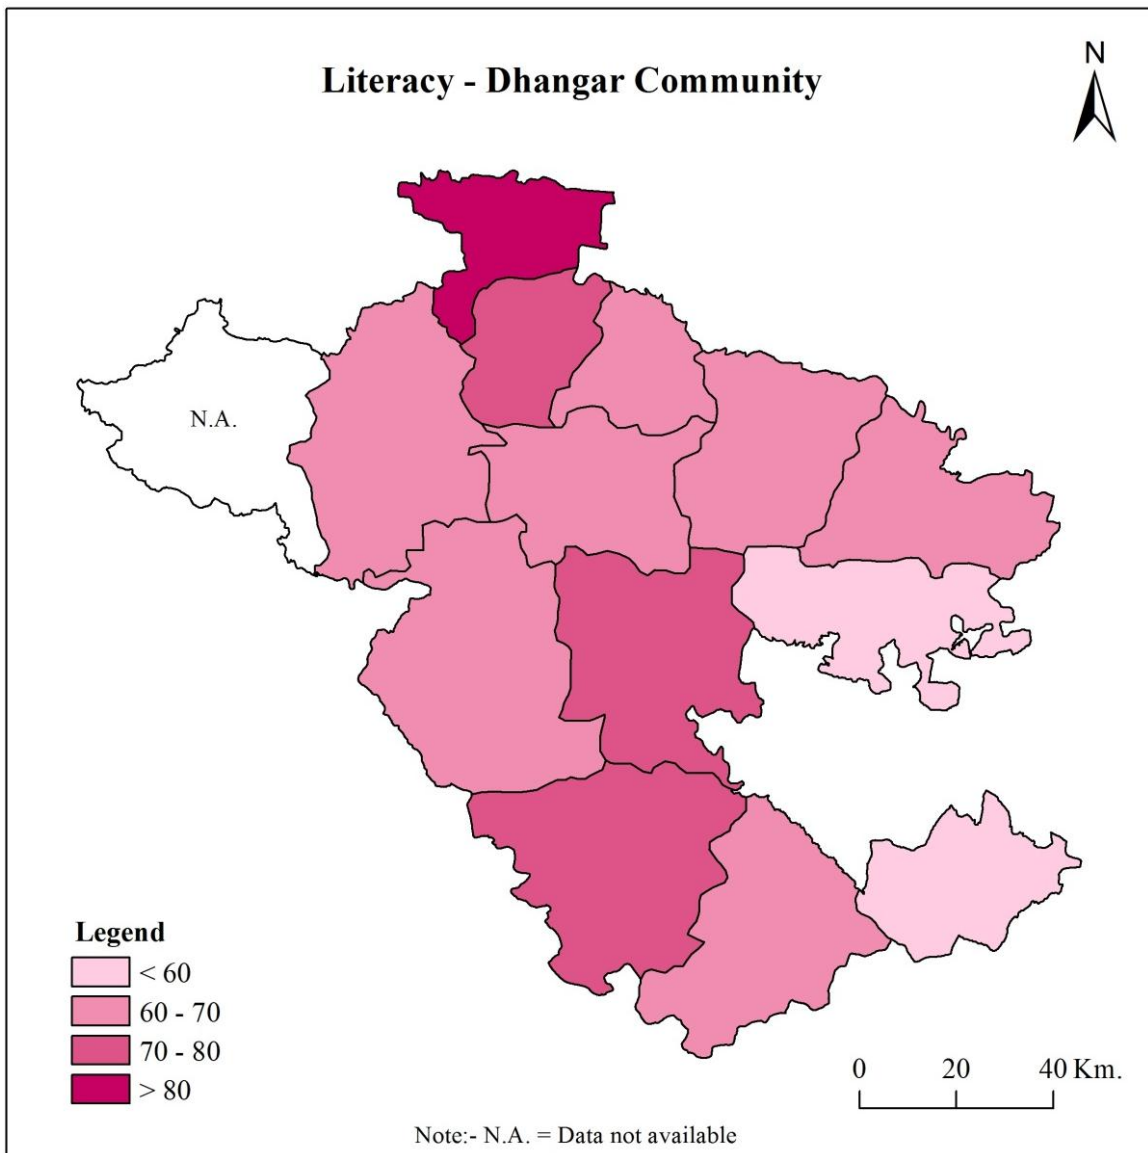 Literacy - Dhangar Community
N
N.A.
Legend
< 60
60 - 70
70 - 80
> 80
0 20 40 Km.
Note:- N.A. = Data not available